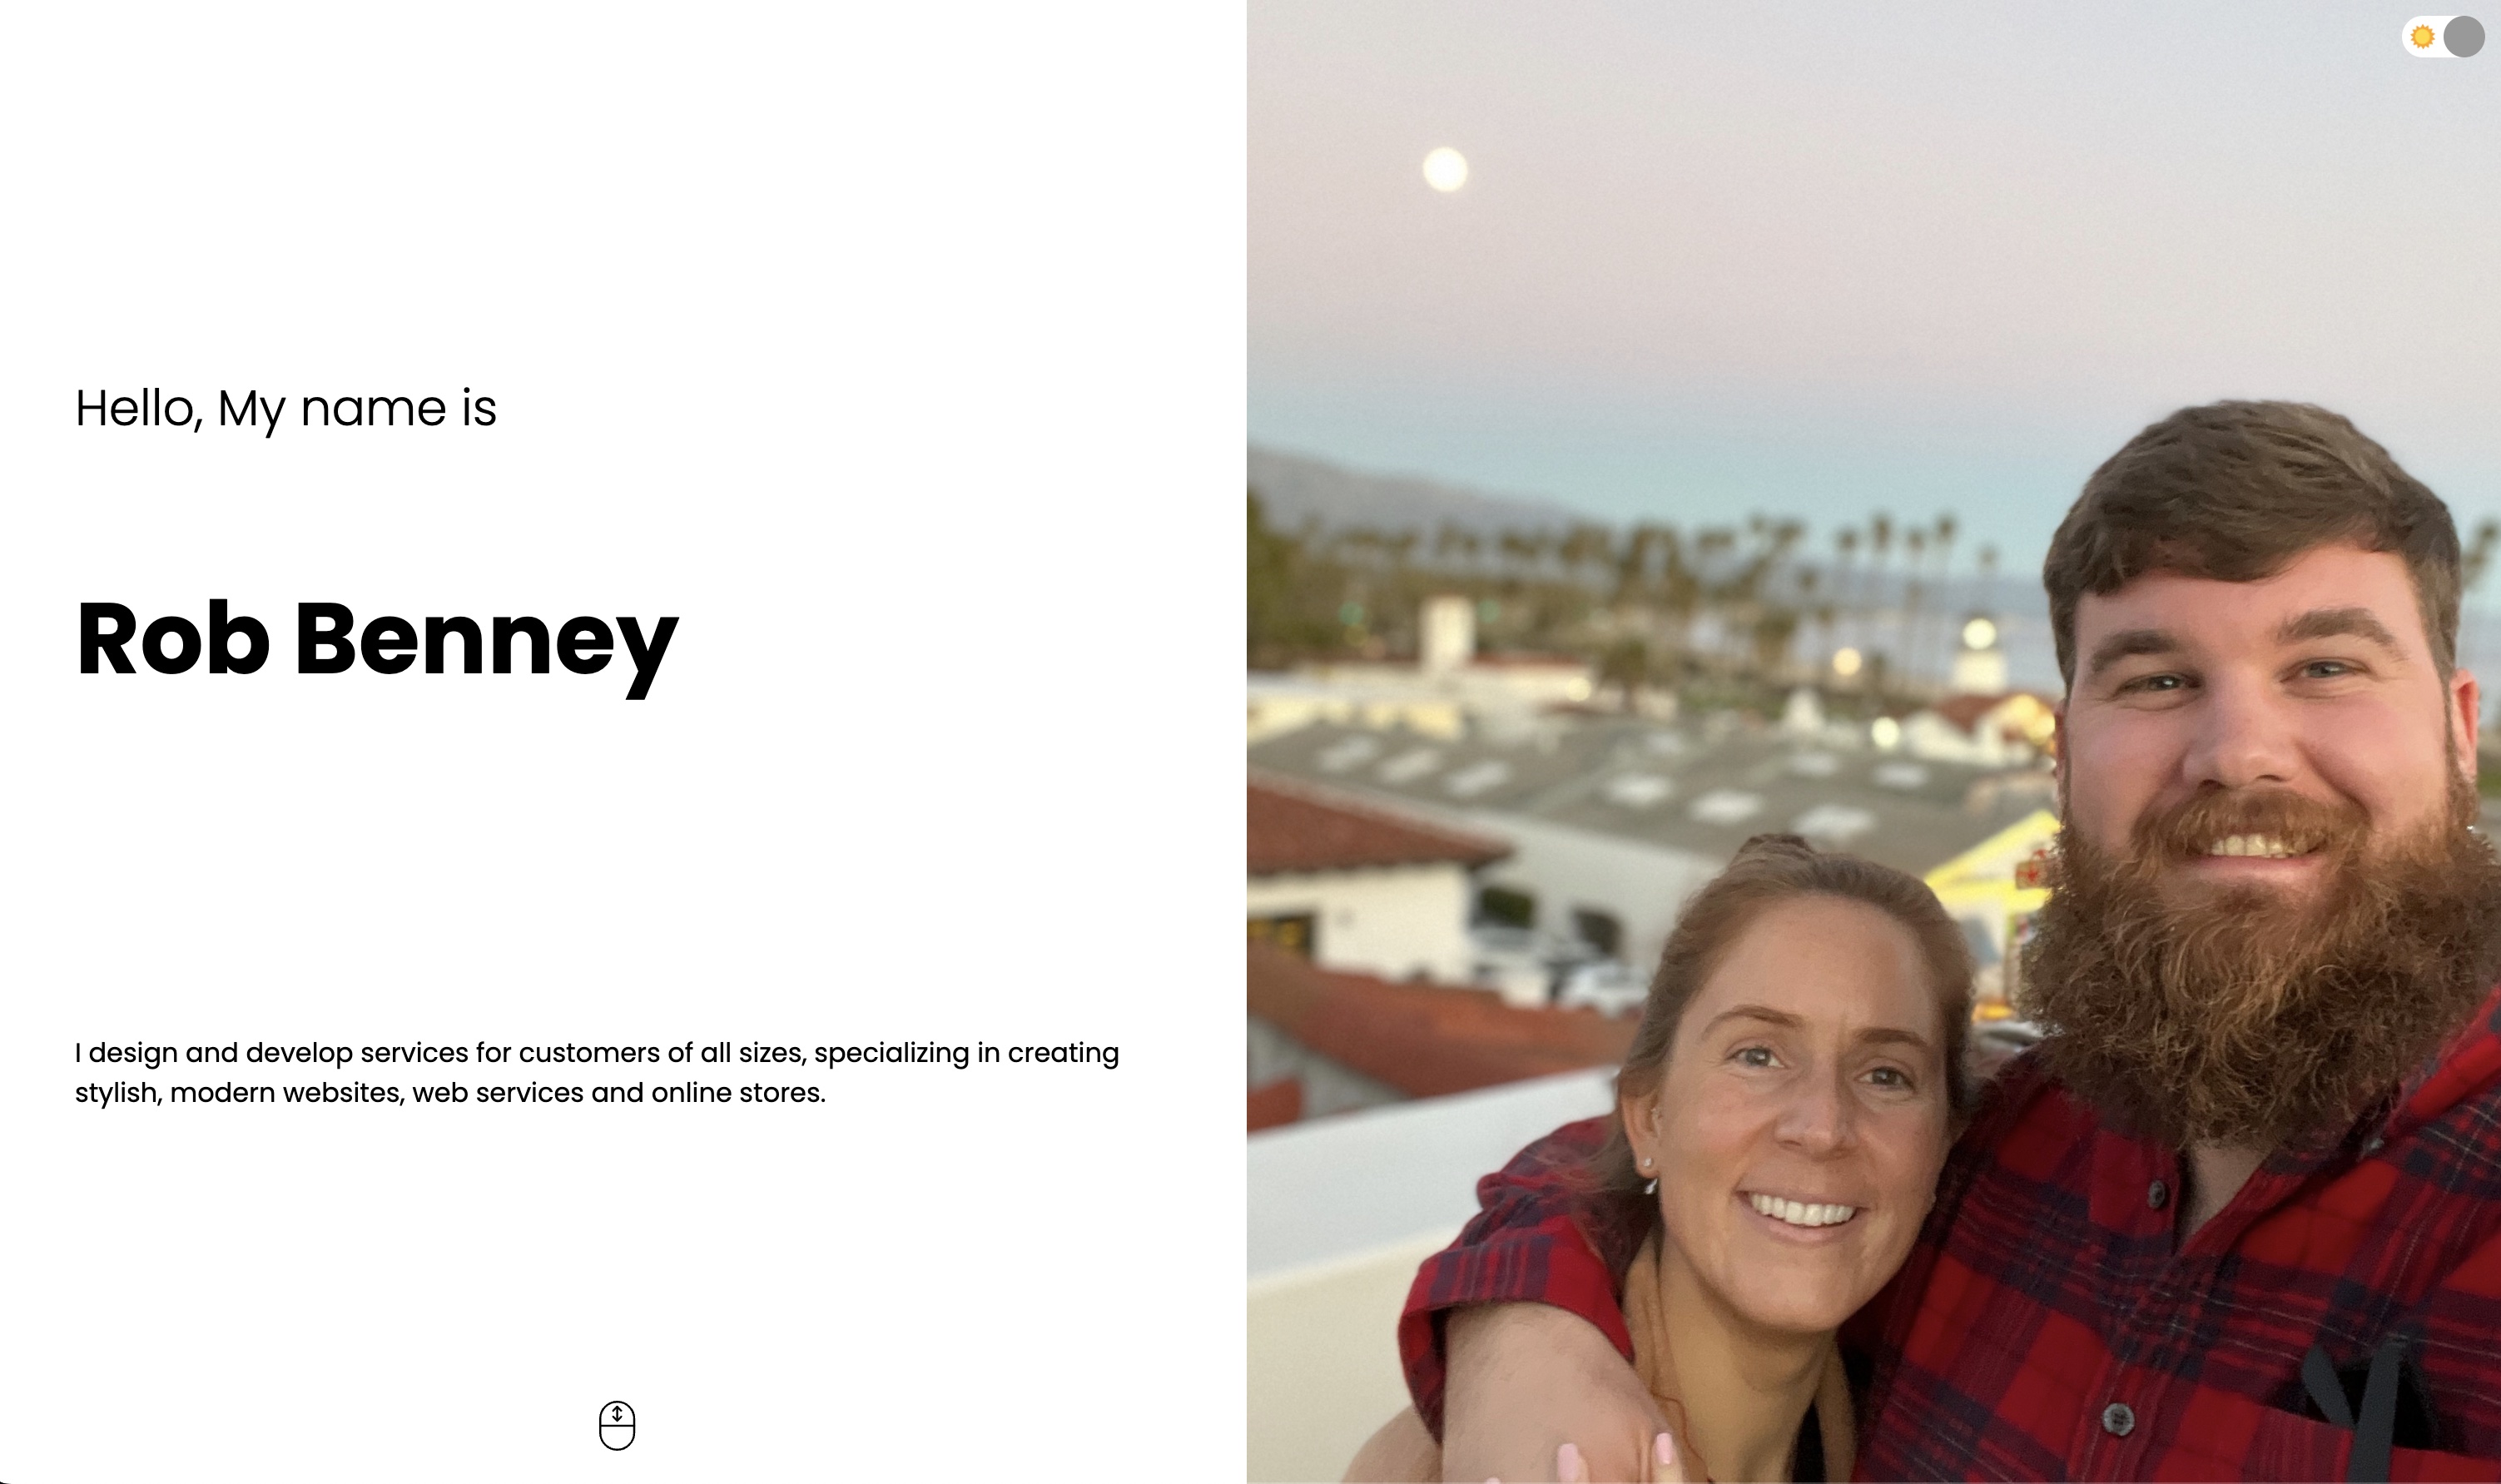 Hello, My name is
Rob Benney
I design and develop services for customers of all sizes, specializing in creating
stylish, modern websites, web services and online stores.